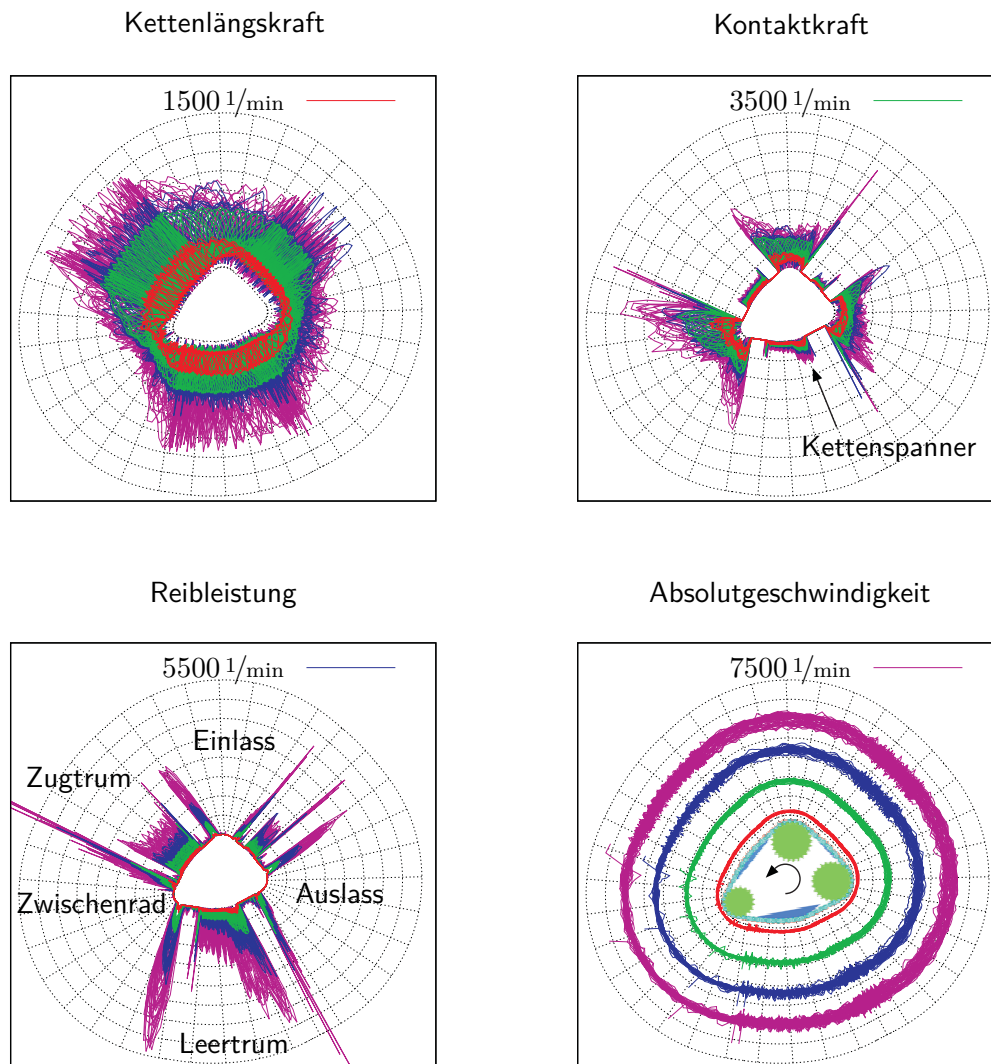 Kettenlängskraft
Kontaktkraft
1500 1/min
3500 1/min
Kettenspanner
Reibleistung
Absolutgeschwindigkeit
5500 1/min
7500 1/min
Einlass
Zugtrum
Zwischenrad
Auslass
Leertrum